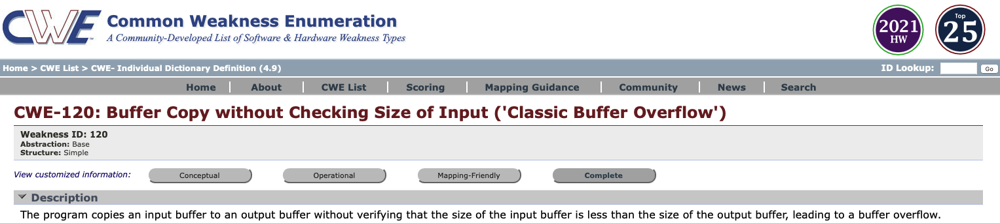 CWE™
Common Weakness Enumeration
A Community-Developed List of Software & Hardware Weakness Types
2021
HW
Top
25
Home > CWE List > CWE- Individual Dictionary Definition (4.9)
ID Lookup: Go
Home About CWE List Scoring Mapping Guidance Community News Search
CWE-120: Buffer Copy without Checking Size of Input ('Classic Buffer Overflow')
Weakness ID: 120
Abstraction: Base
Structure: Simple
View customized information: Conceptual Operational Mapping-Friendly Complete
Description
The program copies an input buffer to an output buffer without verifying that the size of the input buffer is less than the size of the output buffer, leading to a buffer overflow.